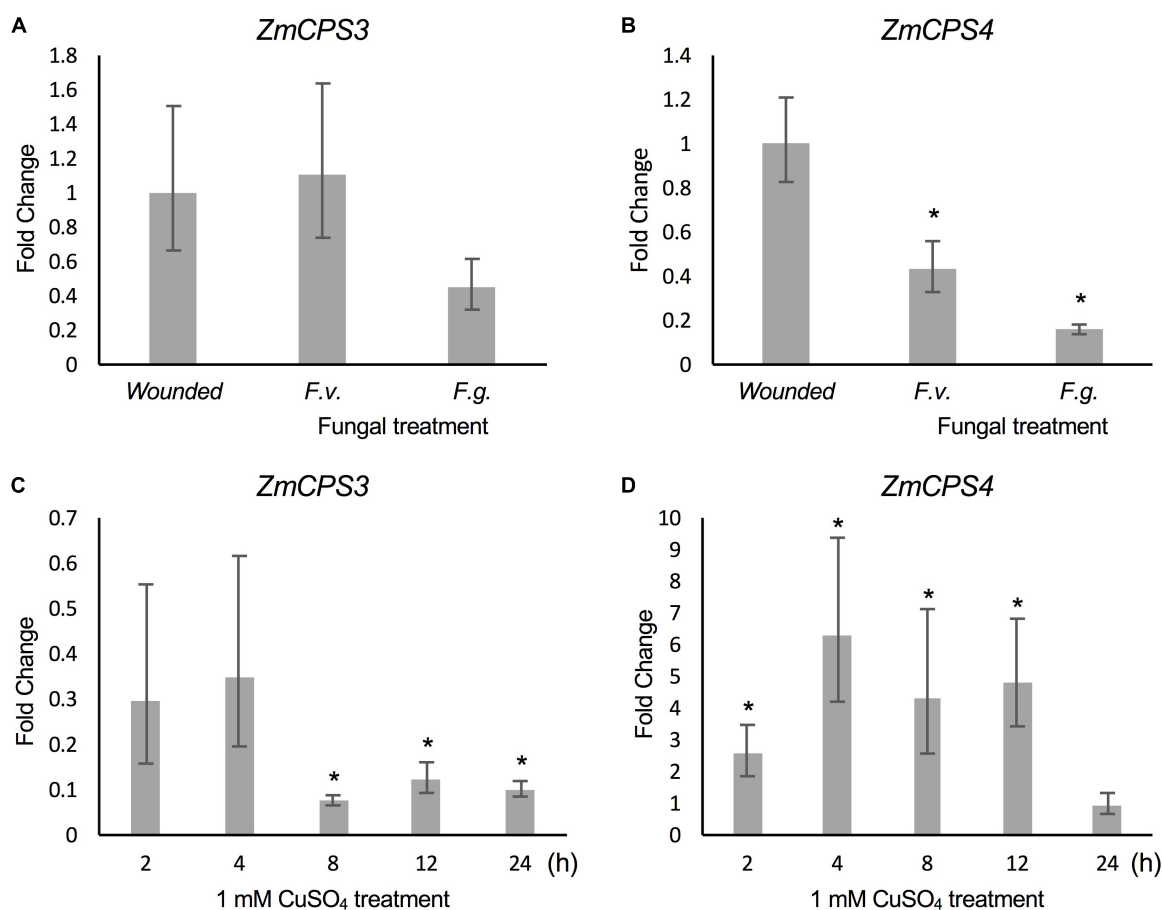 A
ZmCPS3
Fold Change
1.8
1.6
1.4
1.2
1
0.8
0.6
0.4
0.2
0
Wounded F.v. F.g.
Fungal treatment
B
ZmCPS4
Fold Change
1.4
1.2
1
0.8
0.6
0.4
0.2
0
*
*
Wounded F.v. F.g.
Fungal treatment
C
ZmCPS3
Fold Change
0.7
0.6
0.5
0.4
0.3
0.2
0.1
0
*
*
*
2 4 8 12 24 (h)
1 mM CuSO₄ treatment
D
ZmCPS4
Fold Change
10
9
8
7
6
5
4
3
2
1
0
*
*
*
*
2 4 8 12 24 (h)
1 mM CuSO₄ treatment